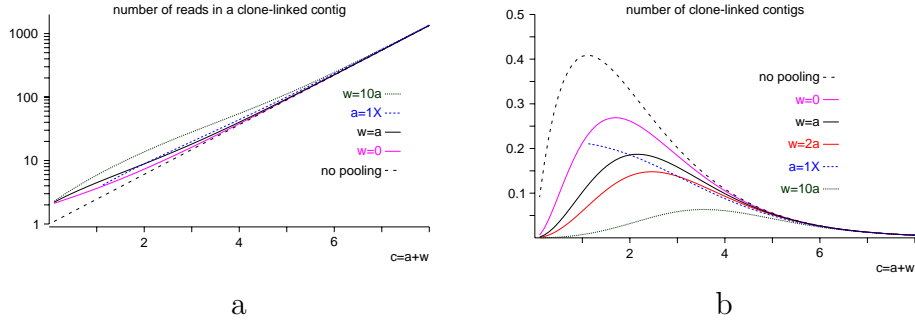 number of reads in a clone-linked contig
1000
100
10
1
w=10a
a=1X
w=a
w=0
no pooling
2
4
6
c=a+w
a
number of clone-linked contigs
0.5
0.4
0.3
0.2
0.1
no pooling
w=0
w=a
w=2a
a=1X
w=10a
2
4
6
c=a+w
b